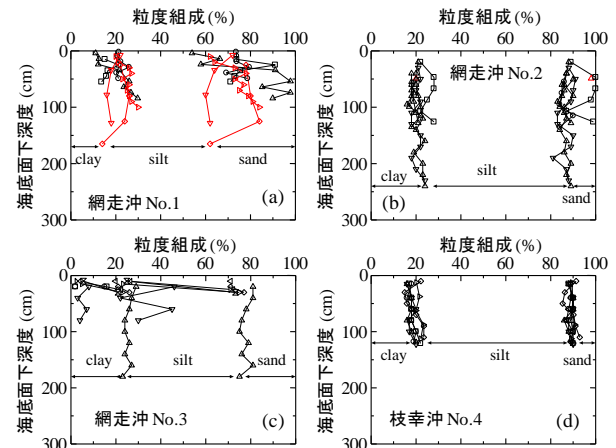 粒度組成(%)
0 20 40 60 80 100
0
100
200
300
海底面下深度 (cm)
clay silt sand
(a)
網走沖 No.1
粒度組成(%)
0 20 40 60 80 100
0
100
200
300
海底面下深度 (cm)
網走沖 No.2
clay silt
sand
(b)
粒度組成(%)
0 20 40 60 80 100
0
100
200
300
海底面下深度 (cm)
clay silt sand
網走沖 No.3
(c)
粒度組成(%)
0 20 40 60 80 100
0
100
200
300
海底面下深度 (cm)
clay silt sand
枝幸沖 No.4
(d)